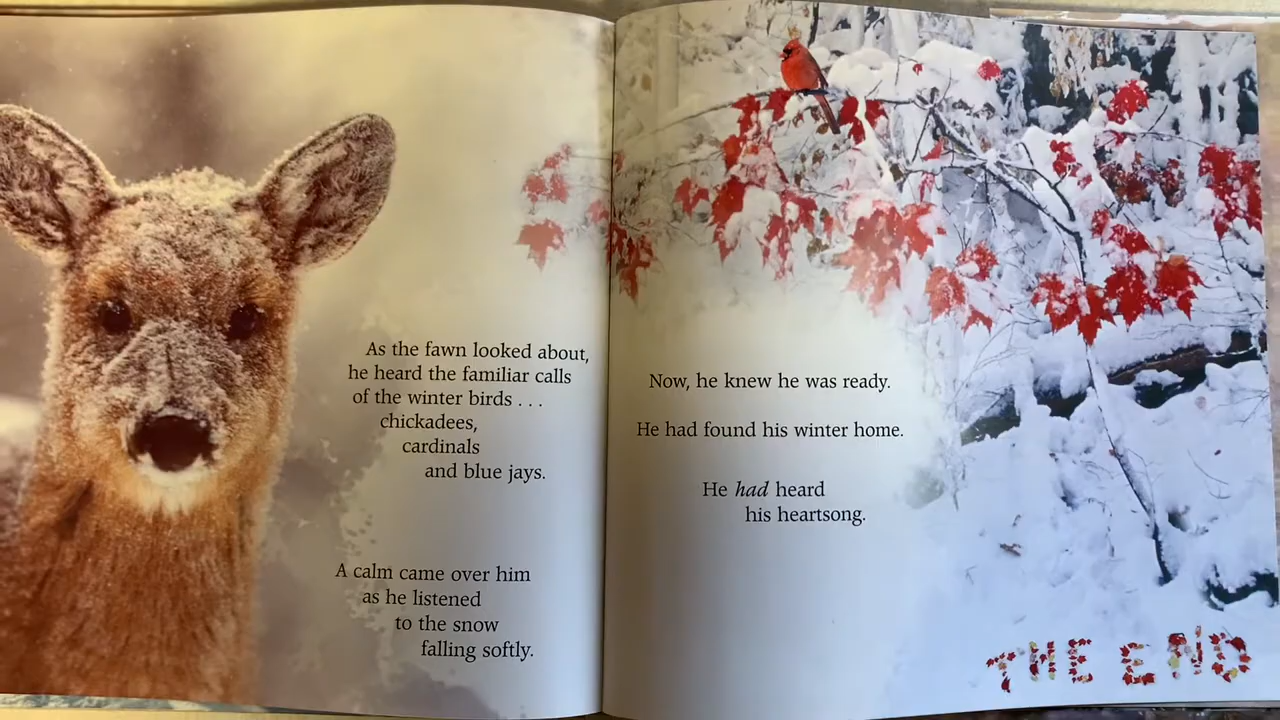 As the fawn looked about,
he heard the familiar calls
of the winter birds . . .
chickadees,
cardinals
and blue jays.
A calm came over him
as he listened
to the snow
falling softly.
Now, he knew he was ready.
He had found his winter home.
He had heard
his heartsong.
THE END